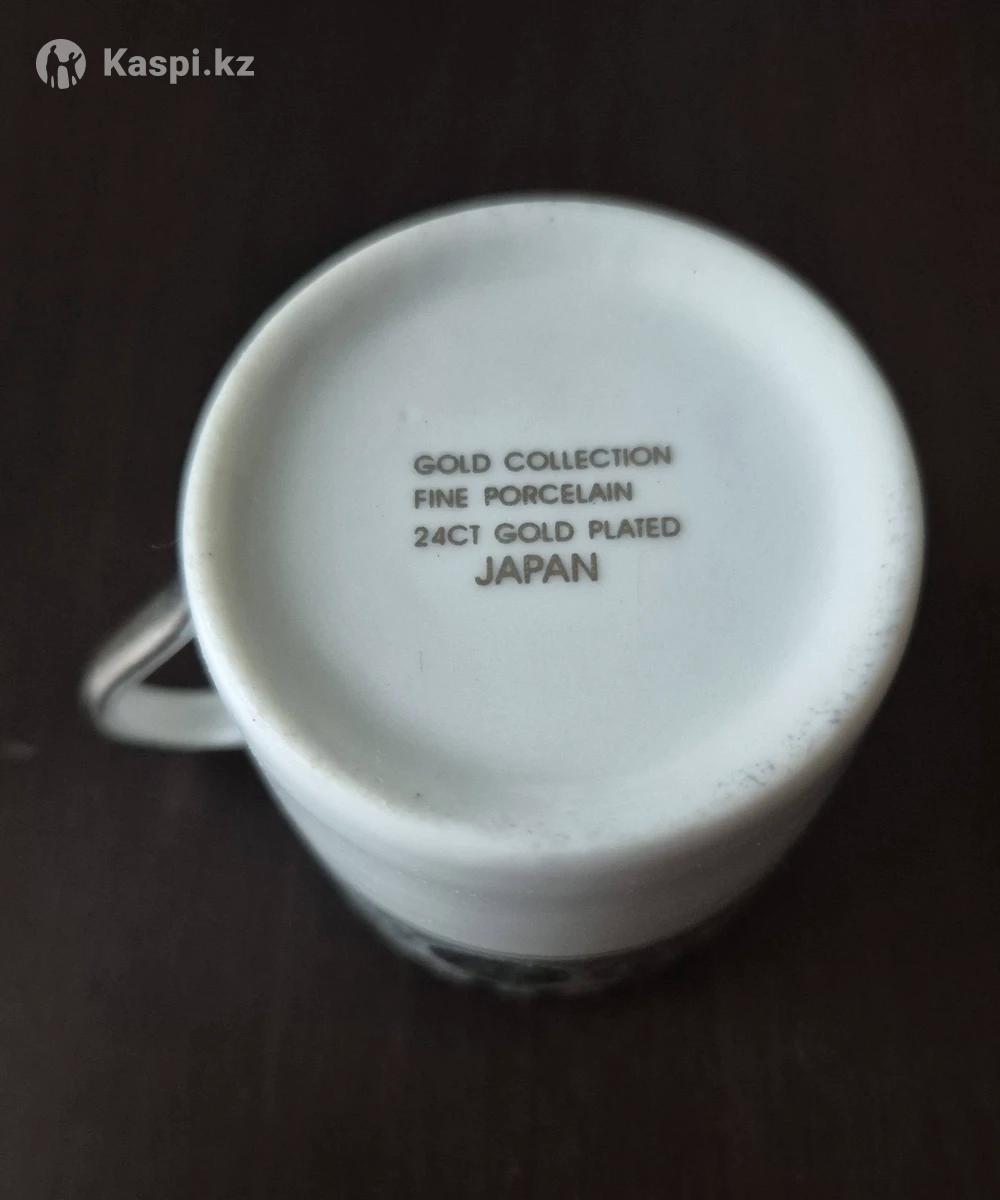 Kaspi.kz
GOLD COLLECTION
FINE PORCELAIN
24CT GOLD PLATED
JAPAN